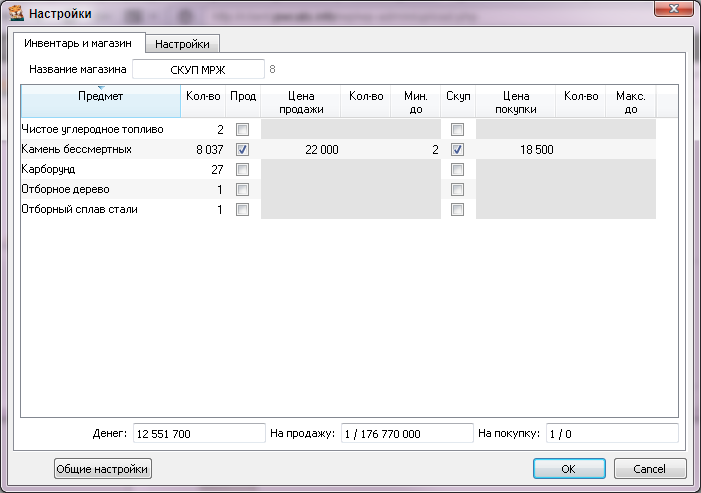 Настройки
Инвентарь и магазин Настройки
Название магазина СКУП МРЖ 8
Предмет Кол-во Прод Цена продажи Кол-во Мин. до Скуп Цена покупки Кол-во Макс. до
Чистое углеродное топливо 2
Камень бессмертных 8 037 22 000 2 18 500
Карборунд 27
Отборное дерево 1
Отборный сплав стали 1
Денег: 12 551 700 На продажу: 1 / 176 770 000 На покупку: 1 / 0
Общие настройки OK Cancel